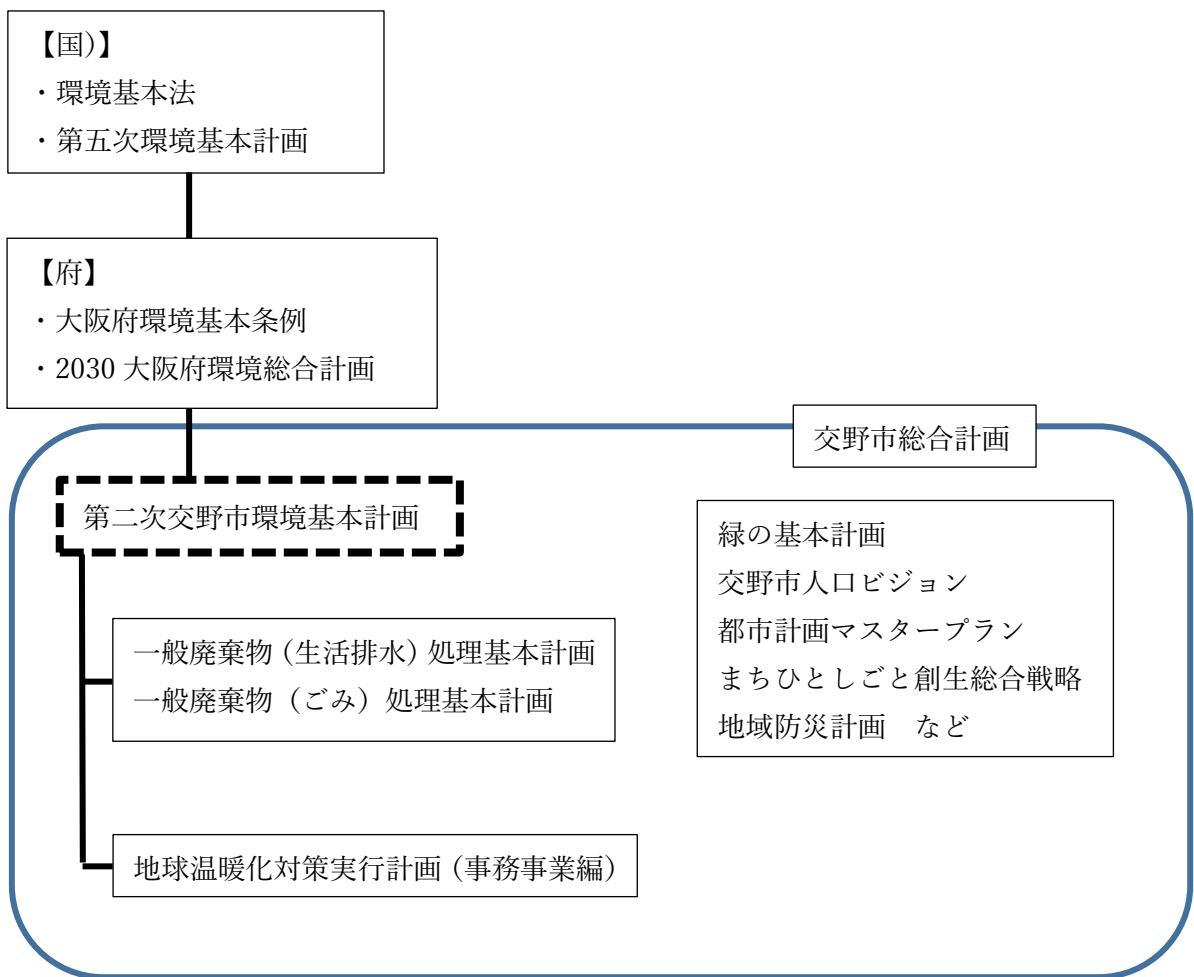 【国)】
・環境基本法
・第五次環境基本計画
【府】
・大阪府環境基本条例
・2030 大阪府環境総合計画
交野市総合計画
第二次交野市環境基本計画
一般廃棄物（生活排水）処理基本計画
一般廃棄物（ごみ）処理基本計画
地球温暖化対策実行計画（事務事業編）
緑の基本計画
交野市人口ビジョン
都市計画マスタープラン
まちひとしごと創生総合戦略
地域防災計画　など